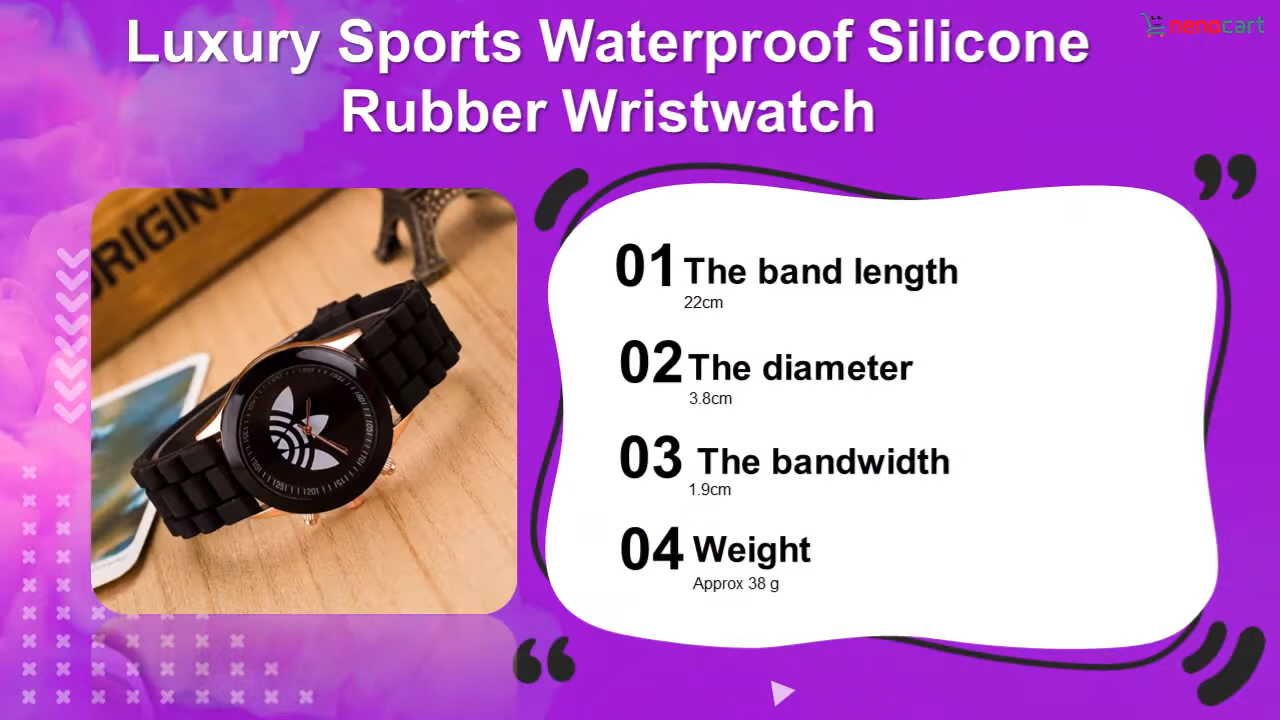 Luxury Sports Waterproof Silicone
Rubber Wristwatch
nenocart
ORIGINA
01 The band length
22cm
02 The diameter
3.8cm
03 The bandwidth
1.9cm
04 Weight
Approx 38 g